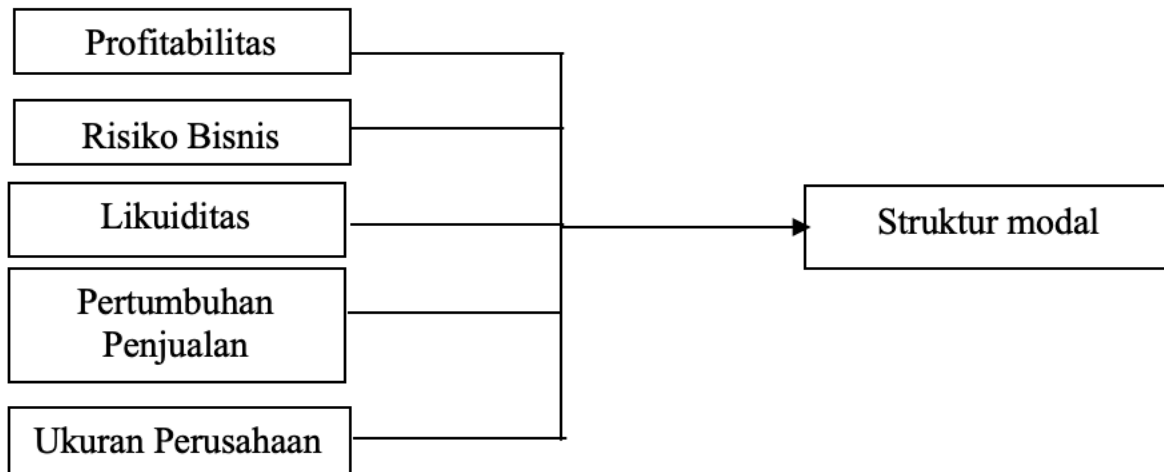 Profitabilitas
Risiko Bisnis
Likuiditas
Pertumbuhan
Penjualan
Ukuran Perusahaan
Struktur modal